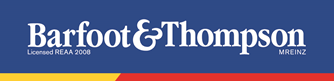 Barfoot&Thompson
Licensed REAA 2008 MREINZ